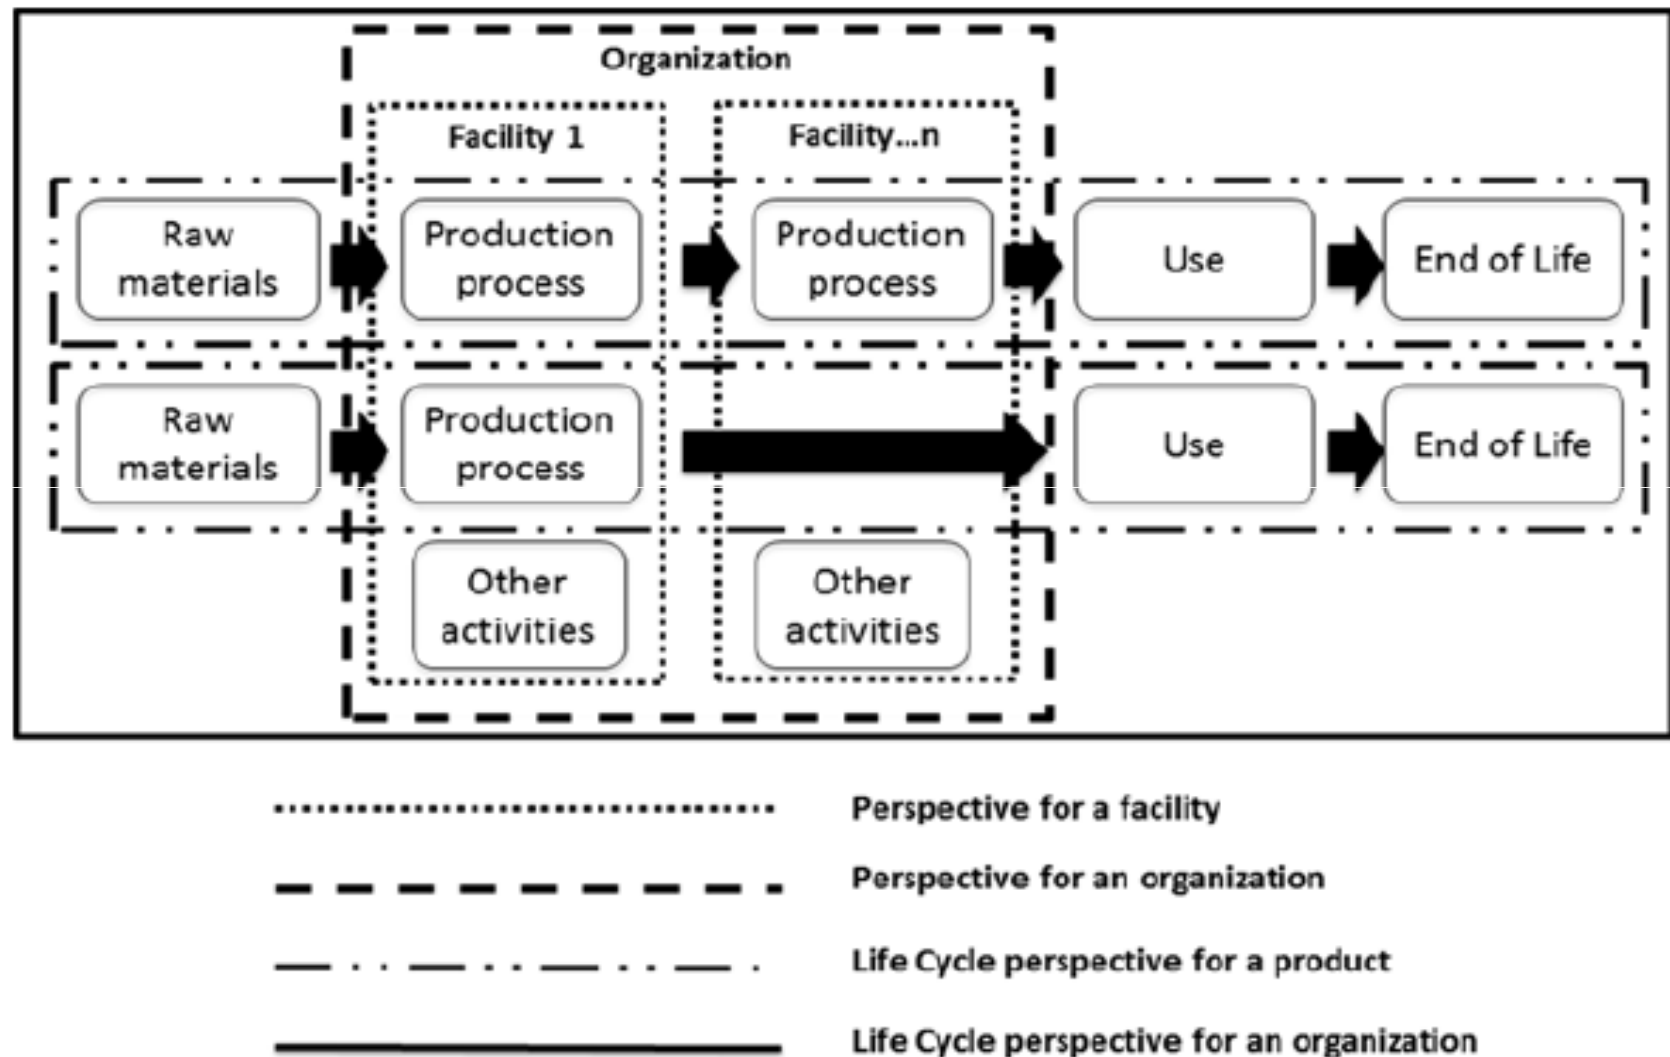 Organization
Facility 1
Facility...n
Raw
materials
Production
process
Production
process
Use
End of Life
Raw
materials
Production
process
Use
End of Life
Other
activities
Other
activities
Perspective for a facility
Perspective for an organization
Life Cycle perspective for a product
Life Cycle perspective for an organization